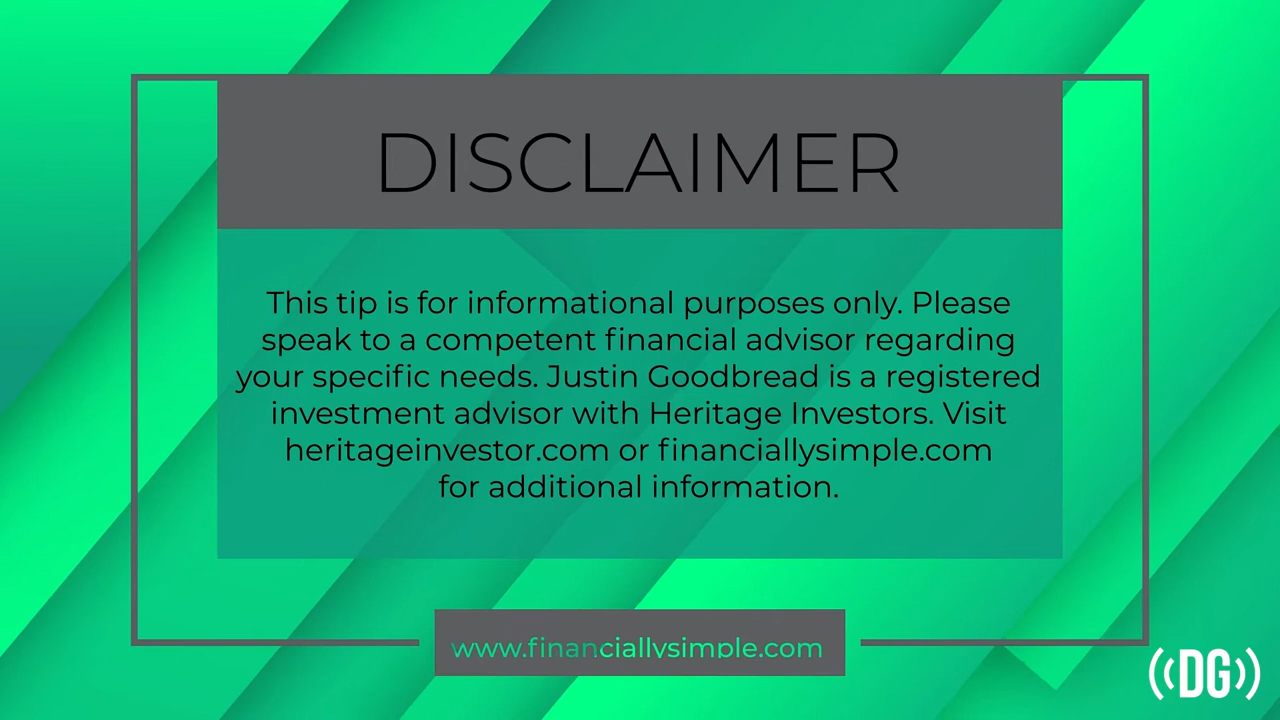 DISCLAIMER
This tip is for informational purposes only. Please
speak to a competent financial advisor regarding
your specific needs. Justin Goodbread is a registered
investment advisor with Heritage Investors. Visit
heritageinvestor.com or financiallysimple.com
for additional information.
www.financiallysimple.com
DG